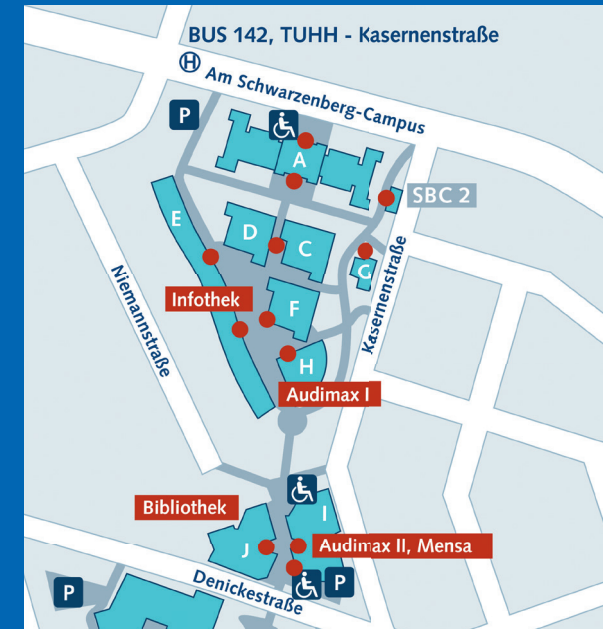 BUS 142, TUHH - Kasernenstraße
H
Am Schwarzenberg-Campus
P
A
SBC 2
E
D
C
G
Infothek
F
Niemannstraße
Kasernenstraße
H
Audimax I
Bibliothek
I
J
Audimax II, Mensa
P
P
Denickestraße